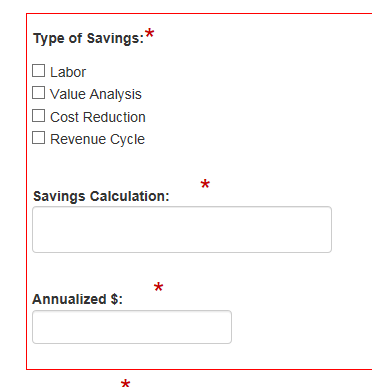 Type of Savings:*
Labor
Value Analysis
Cost Reduction
Revenue Cycle
Savings Calculation: *
Annualized $: *
*